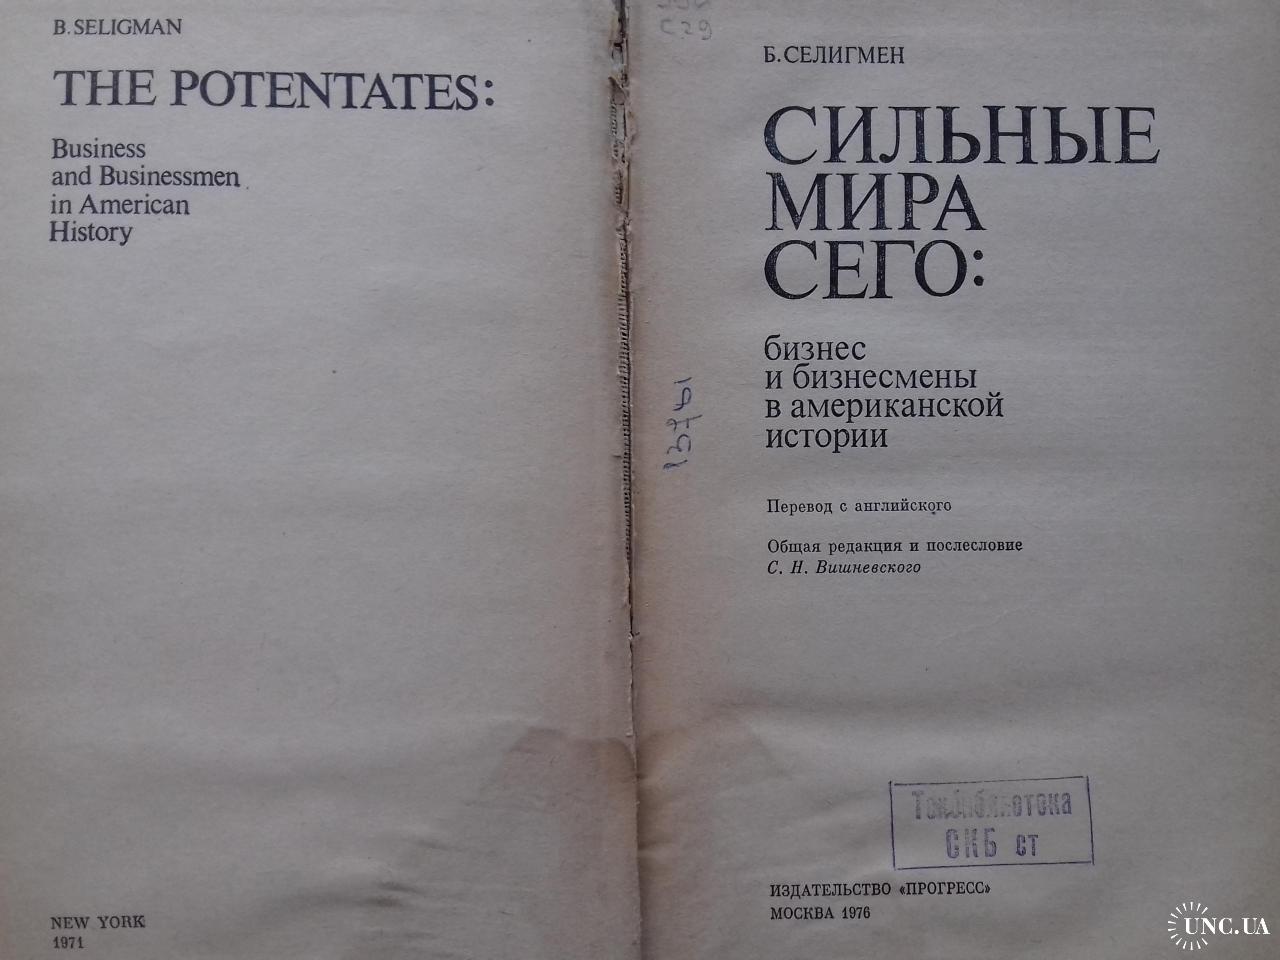 B. SELIGMAN
THE POTENTATES:
Business
and Businessmen
in American
History
NEW YORK
1971
С29
Б. СЕЛИГМЕН
СИЛЬНЫЕ
МИРА
СЕГО:
бизнес
и бизнесмены
в американской
истории
Перевод с английского
Общая редакция и послесловие
С. Н. Вишневского
СКБ ст
ИЗДАТЕЛЬСТВО «ПРОГРЕСС»
МОСКВА 1976
UNC.UA